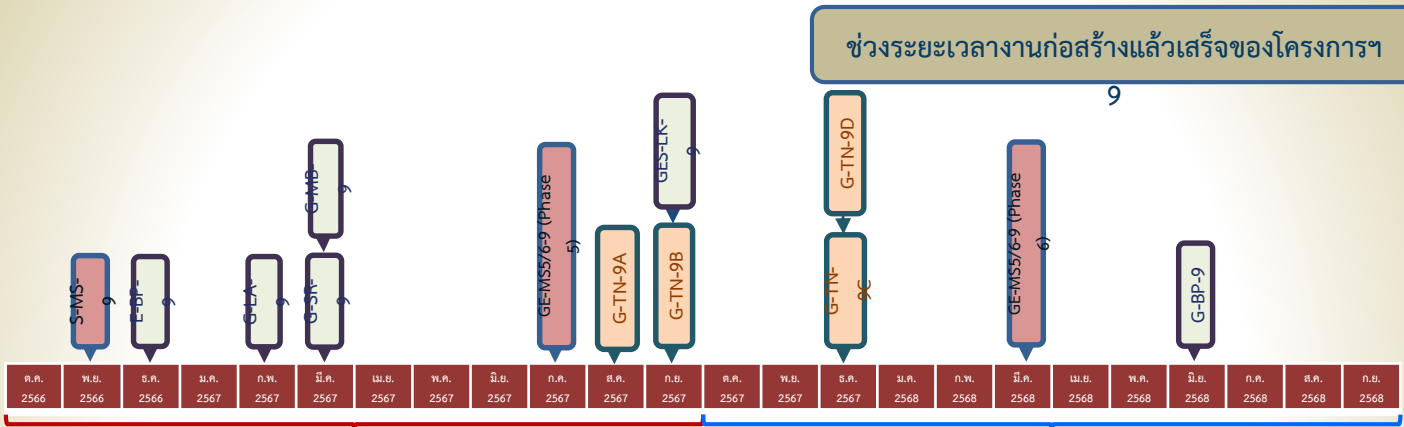 ช่วงระยะเวลางานก่อสร้างแล้วเสร็จของโครงการฯ
9
S-MS-
9
E-BP-
9
G-LA-
9
G-MB-
9
G-SR-
9
GE-MS5/6-9 (Phase
5)
G-TN-9A
GES-LK-
9
G-TN-9B
G-TN-9D
G-TN-
9C
GE-MS5/6-9 (Phase
6)
G-BP-9
ต.ค. พ.ย. ธ.ค. ม.ค. ก.พ. มี.ค. เม.ย. พ.ค. มิ.ย. ก.ค. ส.ค. ก.ย. ต.ค. พ.ย. ธ.ค. ม.ค. ก.พ. มี.ค. เม.ย. พ.ค. มิ.ย. ก.ค. ส.ค. ก.ย.
2566 2566 2566 2567 2567 2567 2567 2567 2567 2567 2567 2567 2567 2567 2567 2568 2568 2568 2568 2568 2568 2568 2568 2568